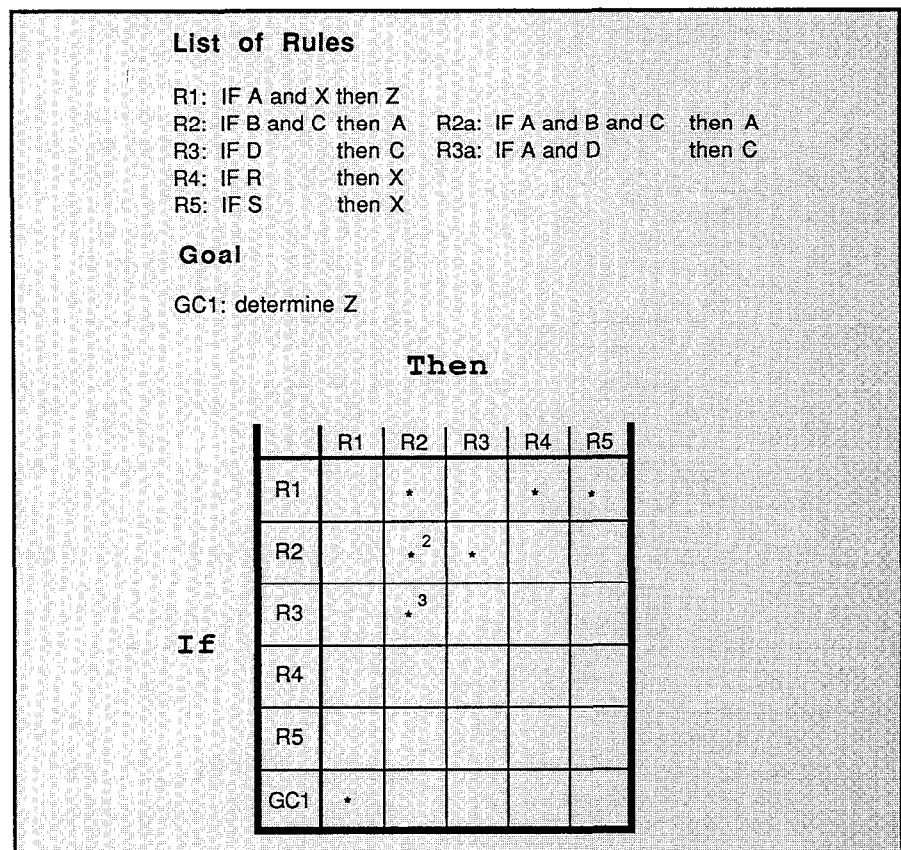 List of Rules
R1: IF A and X then Z
R2: IF B and C then A R2a: IF A and B and C then A
R3: IF D then C R3a: IF A and D then C
R4: IF R then X
R5: IF S then X
Goal
GC1: determine Z
Then
R1 R2 R3 R4 R5
R1 * * *
R2 *2 *
R3 *3
If
R4
R5
GC1 *